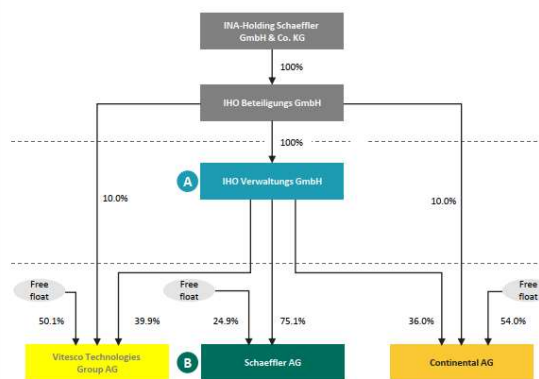 INA-Holding Schaeffler
GmbH & Co. KG
100%
IHO Beteiligungs GmbH
100%
A
IHO Verwaltungs GmbH
10.0%
10.0%
Free
float
Free
float
Free
float
50.1%
39.9%
24.9%
75.1%
36.0%
54.0%
Vitesco Technologies
Group AG
B
Schaeffler AG
Continental AG